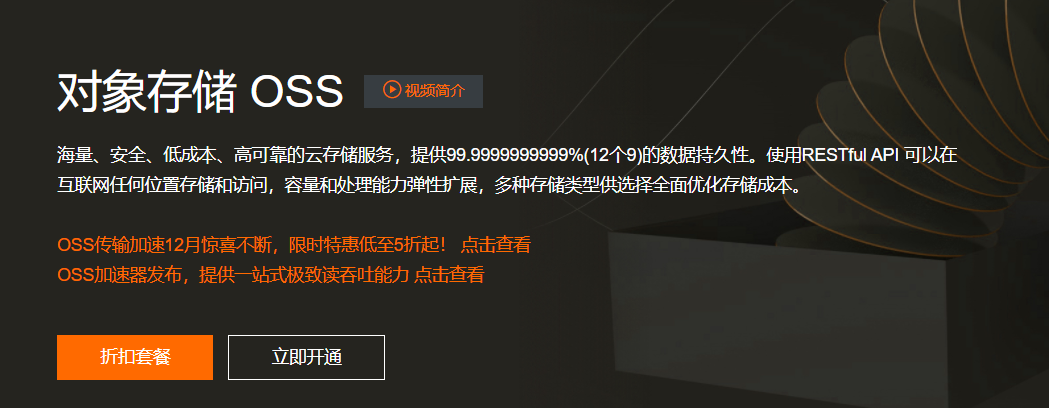 对象存储 OSS
视频简介
海量、安全、低成本、高可靠的云存储服务，提供99.9999999999%(12个9)的数据持久性。使用RESTful API 可以在
互联网任何位置存储和访问，容量和处理能力弹性扩展，多种存储类型供选择全面优化存储成本。
OSS传输加速12月惊喜不断，限时特惠低至5折起！ 点击查看
OSS加速器发布，提供一站式极致读吞吐能力 点击查看
折扣套餐
立即开通